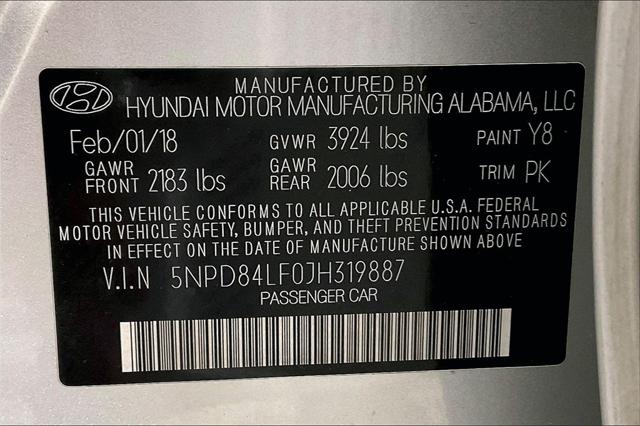 MANUFACTURED BY
HYUNDAI MOTOR MANUFACTURING ALABAMA, LLC
Feb/01/18 GVWR 3924 lbs PAINT Y8
GAWR FRONT 2183 lbs GAWR REAR 2006 lbs TRIM PK
THIS VEHICLE CONFORMS TO ALL APPLICABLE U.S.A. FEDERAL
MOTOR VEHICLE SAFETY, BUMPER, AND THEFT PREVENTION STANDARDS
IN EFFECT ON THE DATE OF MANUFACTURE SHOWN ABOVE
V.I.N 5NPD84LF0JH319887
PASSENGER CAR